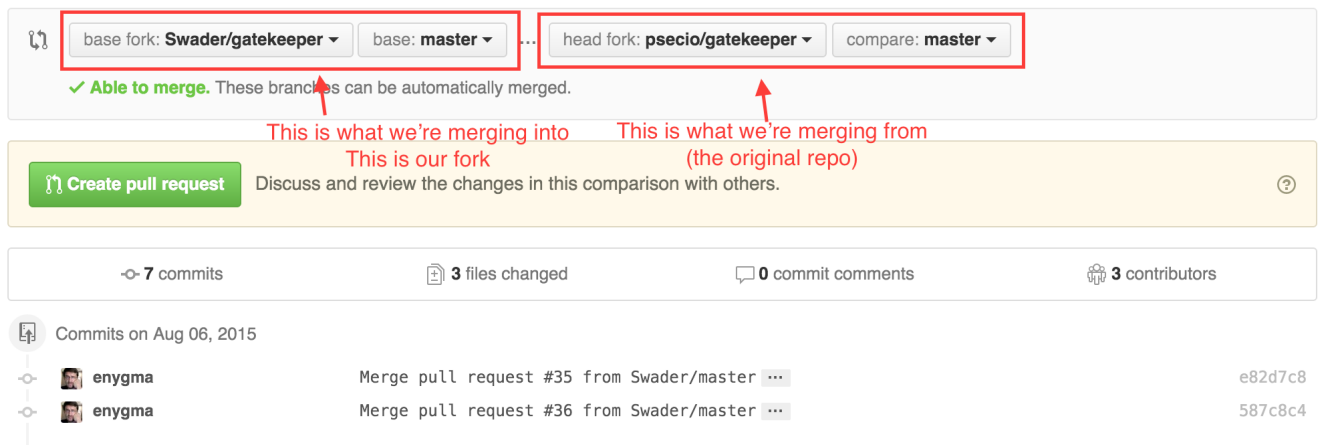 base fork: Swader/gatekeeper base: master ... head fork: psecio/gatekeeper compare: master
Able to merge. These branches can be automatically merged.
This is what we’re merging into
This is our fork
This is what we’re merging from
(the original repo)
Create pull request Discuss and review the changes in this comparison with others. ?
7 commits 3 files changed 0 commit comments 3 contributors
Commits on Aug 06, 2015
enygma Merge pull request #35 from Swader/master ... e82d7c8
enygma Merge pull request #36 from Swader/master ... 587c8c4